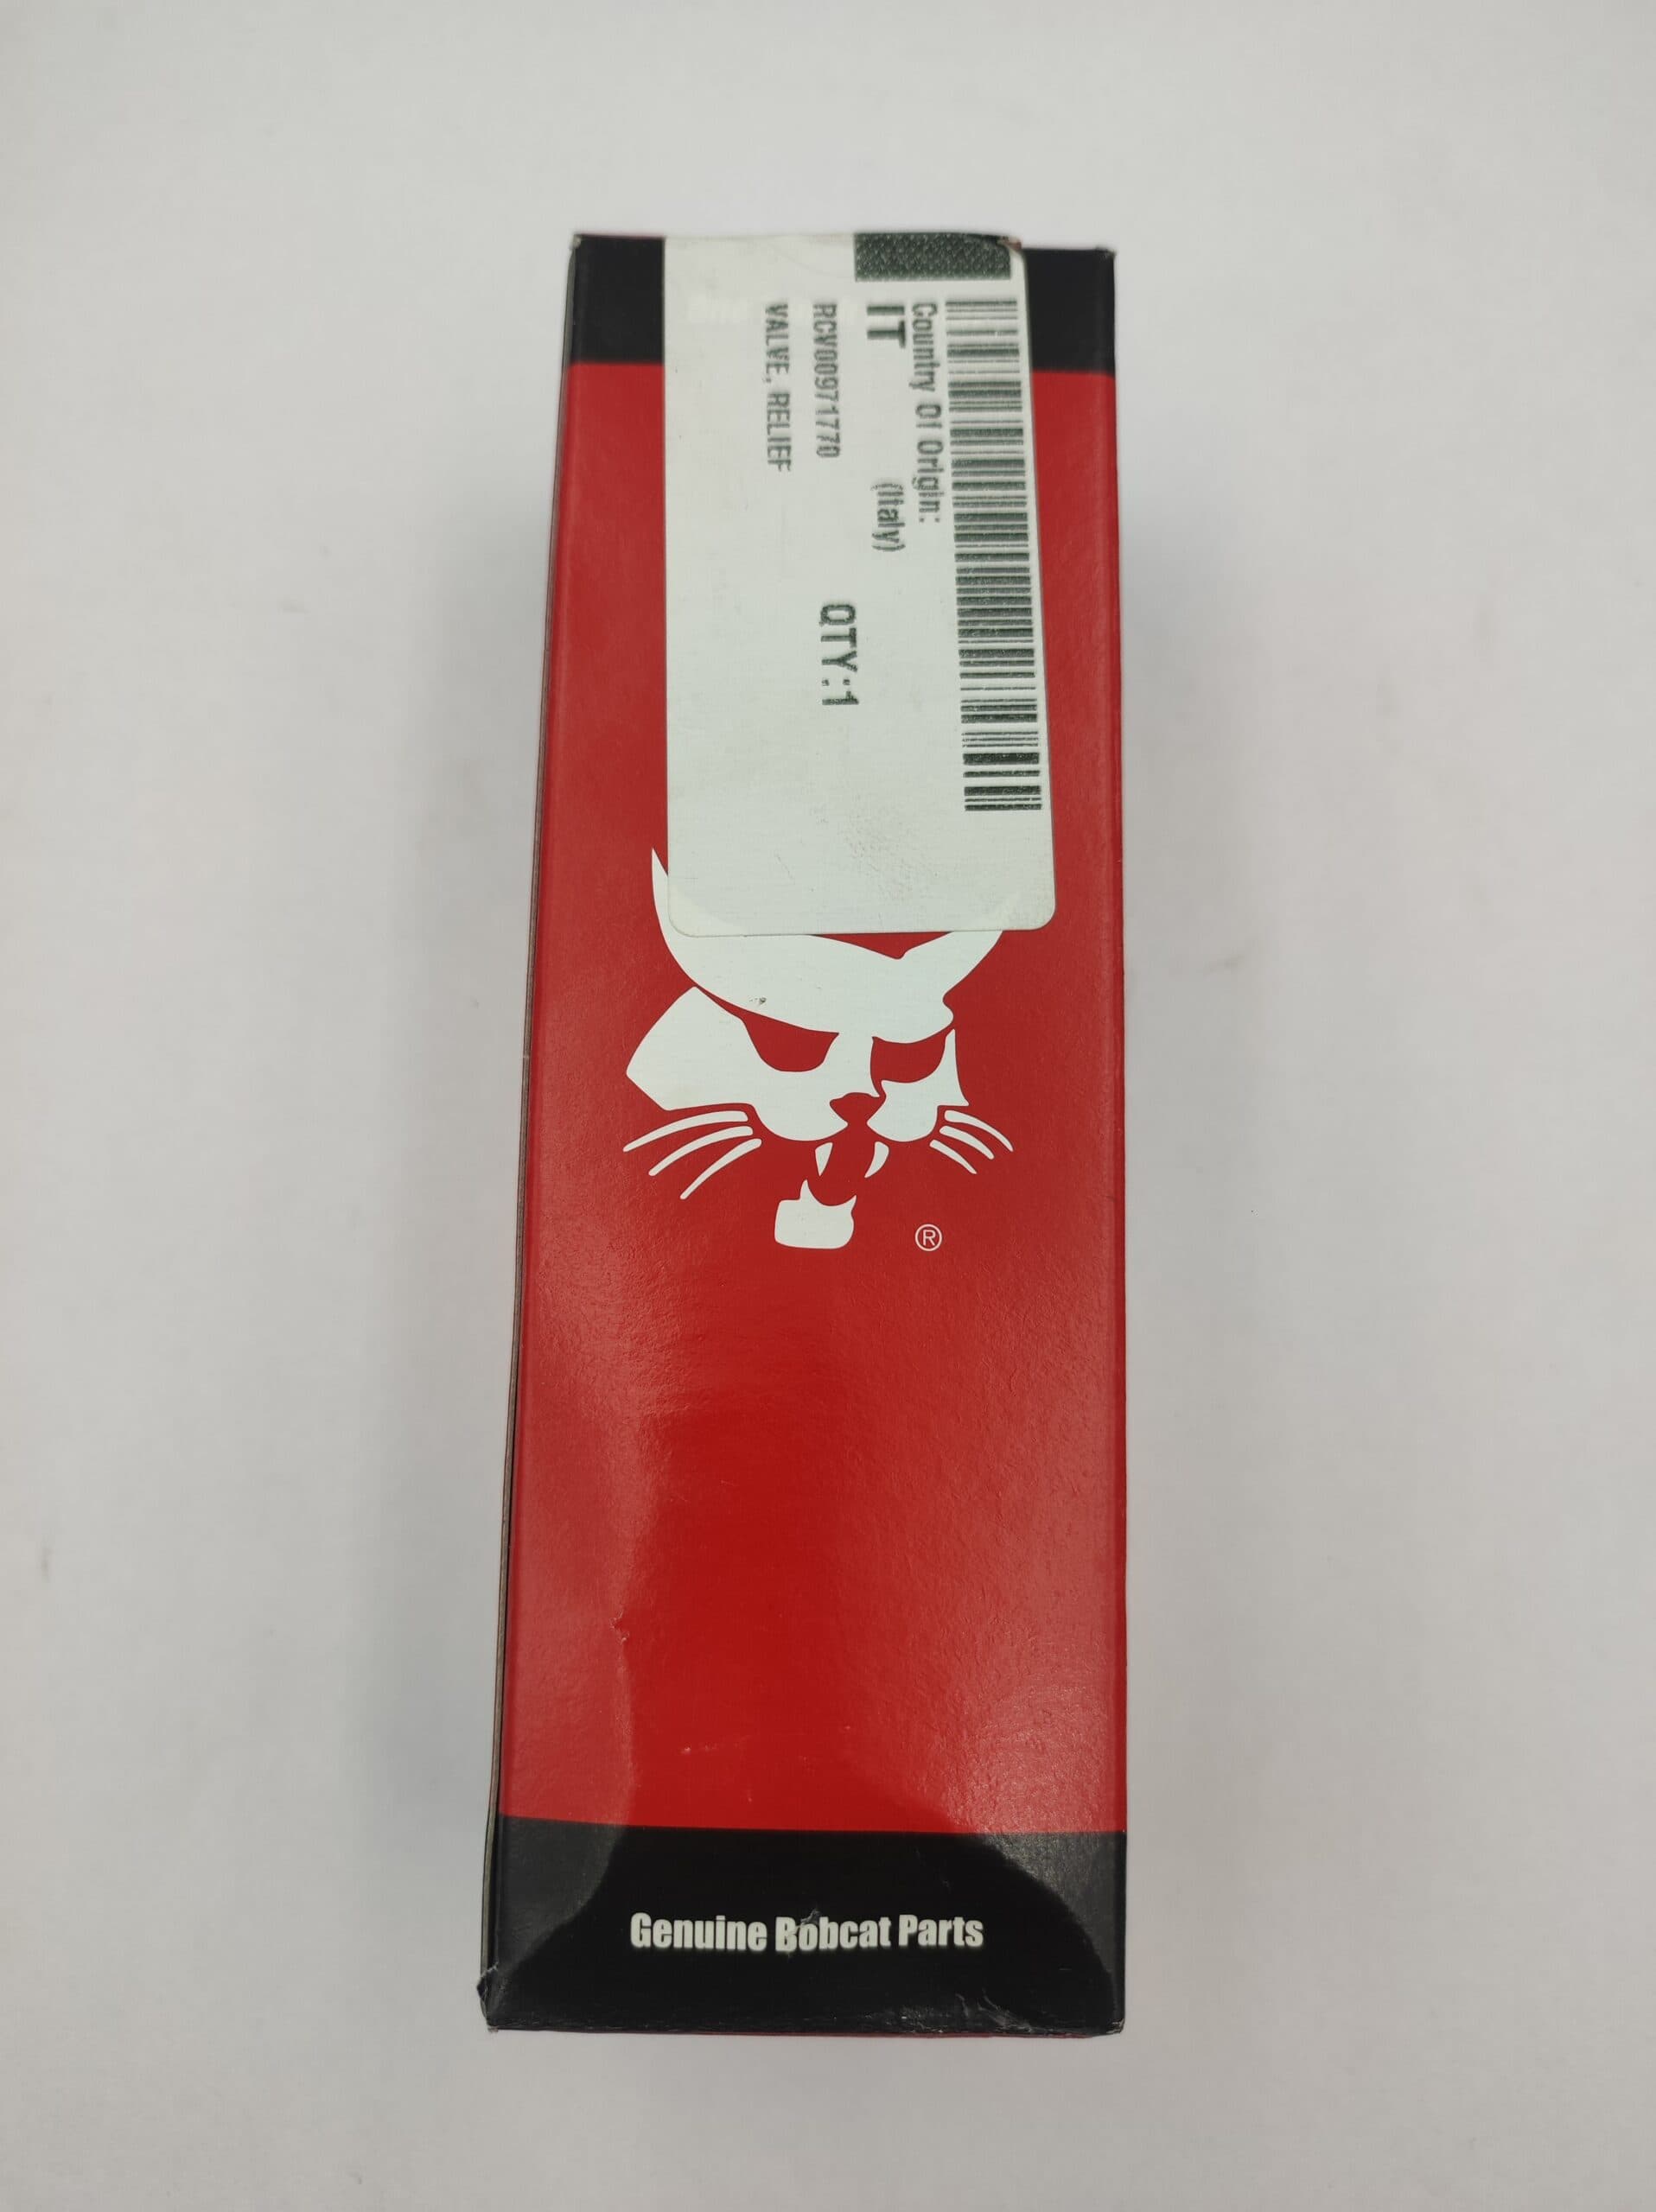 Country Of Origin:
IT (Italy)
RCV00971770 QTY:1
VALVE, RELIEF
®
Genuine Bobcat Parts